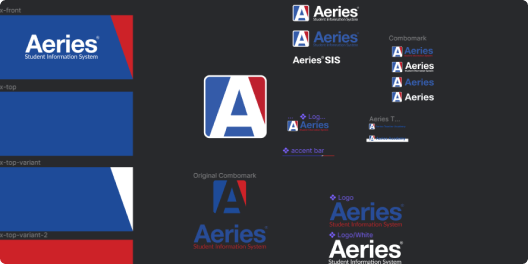 x-front
Aeries®
Student Information System
x-top
x-top-variant
x-top-variant-2
A
Original Combomark
A
Aeries®
Student Information System
A Aeries®
Student Information System
A Aeries®
Student Information System
Aeries® SIS
Combomark
A Aeries
A Aeries
A Aeries
A Aeries
Log...
A Aeries
accent bar
Aeries T...
Logo
Aeries®
Student Information System
Logo/White
Aeries®
Student Information System